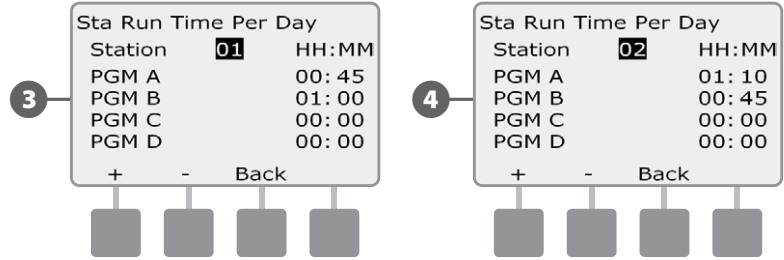 3
Sta Run Time Per Day
Station 01 HH:MM
PGM A 00:45
PGM B 01:00
PGM C 00:00
PGM D 00:00
+ - Back
4
Sta Run Time Per Day
Station 02 HH:MM
PGM A 01:10
PGM B 00:45
PGM C 00:00
PGM D 00:00
+ - Back